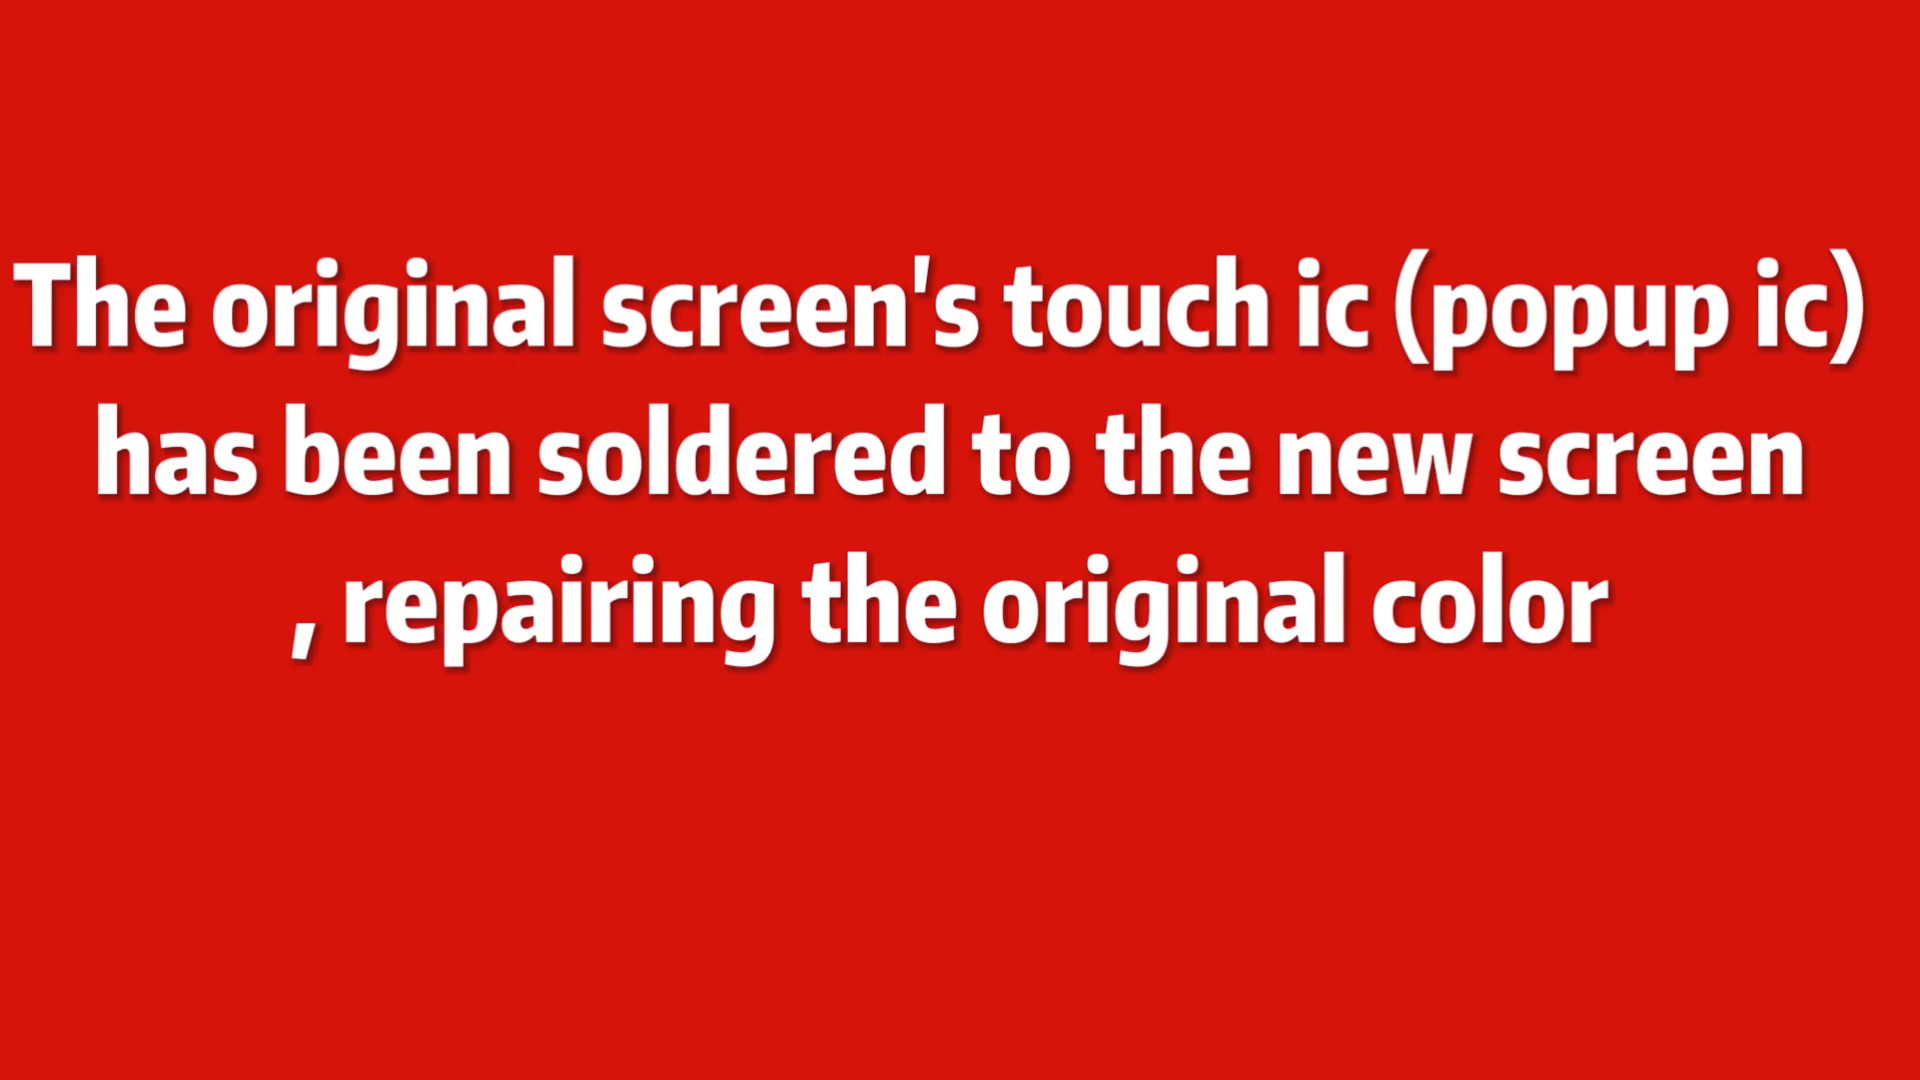 The original screen's touch ic (popup ic)
has been soldered to the new screen
, repairing the original color